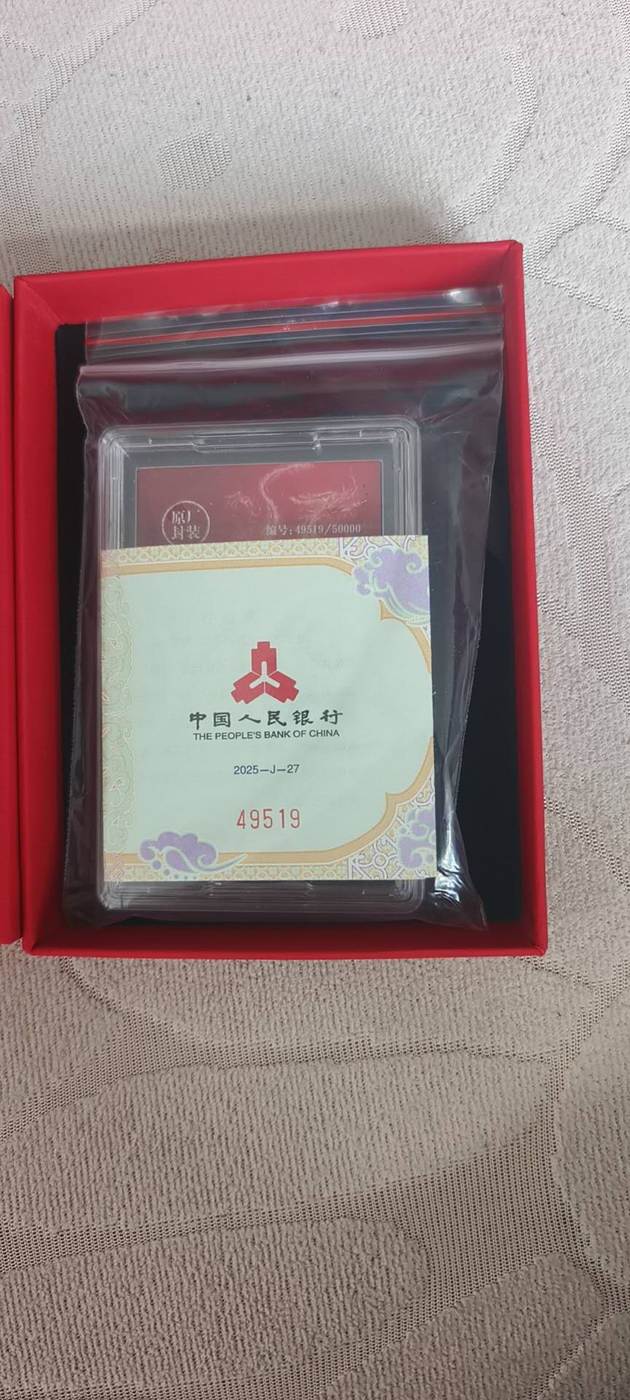 原厂
封装
编号:49519/50000
中国人民银行
THE PEOPLE'S BANK OF CHINA
2025—J—27
49519